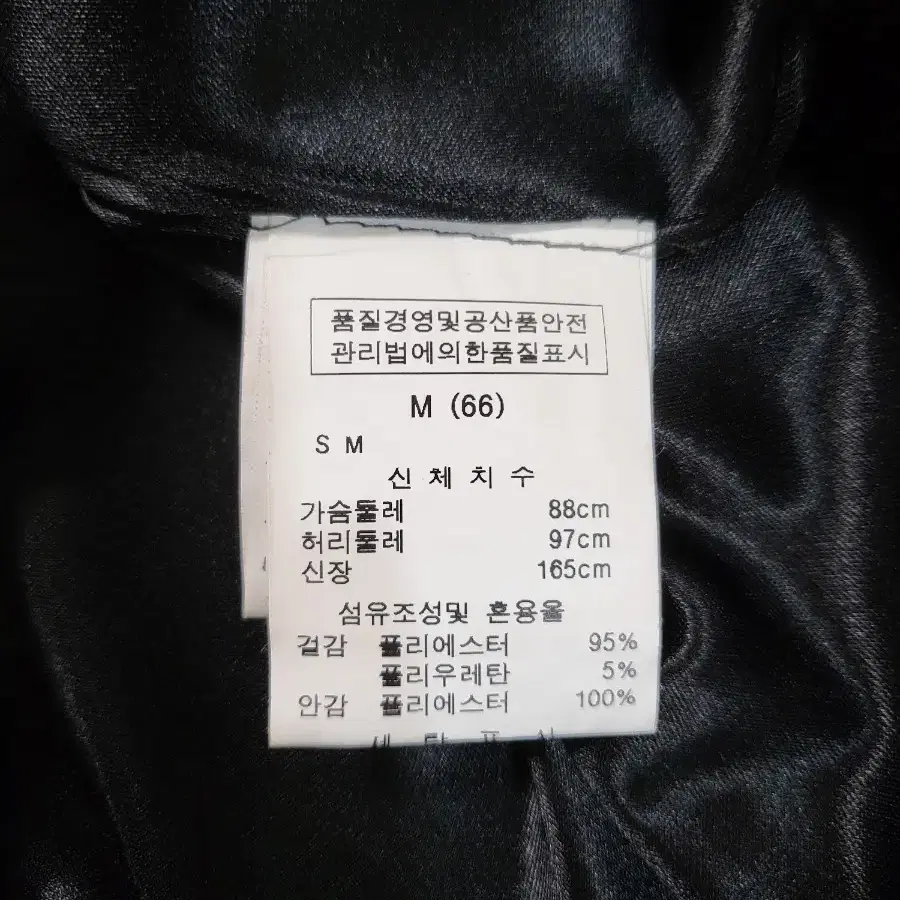 품질경영및공산품안전
관리법에의한품질표시
M (66)
S M
신 체 치 수
가슴둘레 88cm
허리둘레 97cm
신장 165cm
섬유조성및 혼용율
겉감 폴리에스터 95%
폴리우레탄 5%
안감 폴리에스터 100%